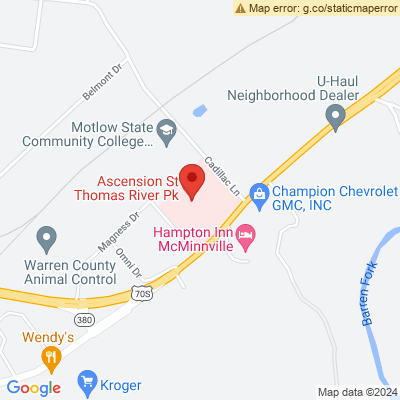 Map error: g.co/staticmaperror
Belmont Dr
U-Haul
Neighborhood Dealer
Motlow State
Community College...
Cadillac Ln
Ascension St
Thomas River Pk
Champion Chevrolet
GMC, INC
Magness Dr
Omni Dr
Hampton Inn
McMinnville
Warren County
Animal Control
Barren Fork
70S
380
Wendy's
Google
Kroger
Map data ©2024